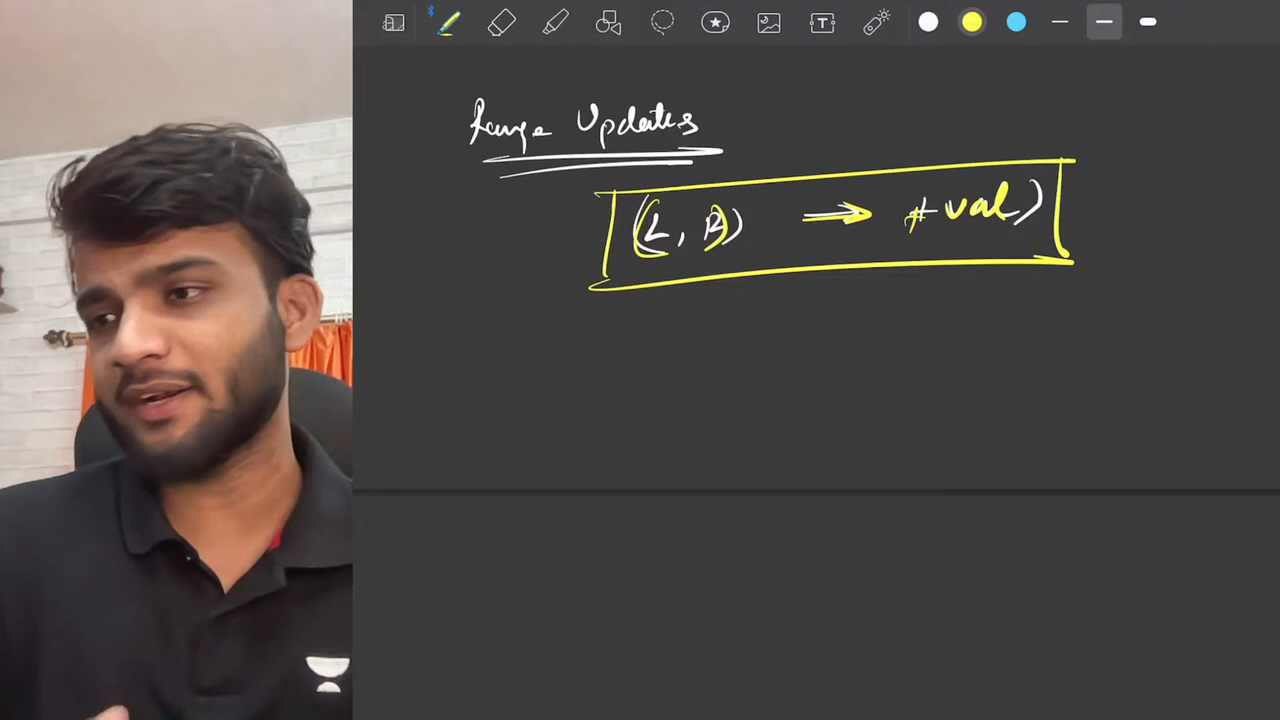 Range Updates
(L, R) ⇒ + val)